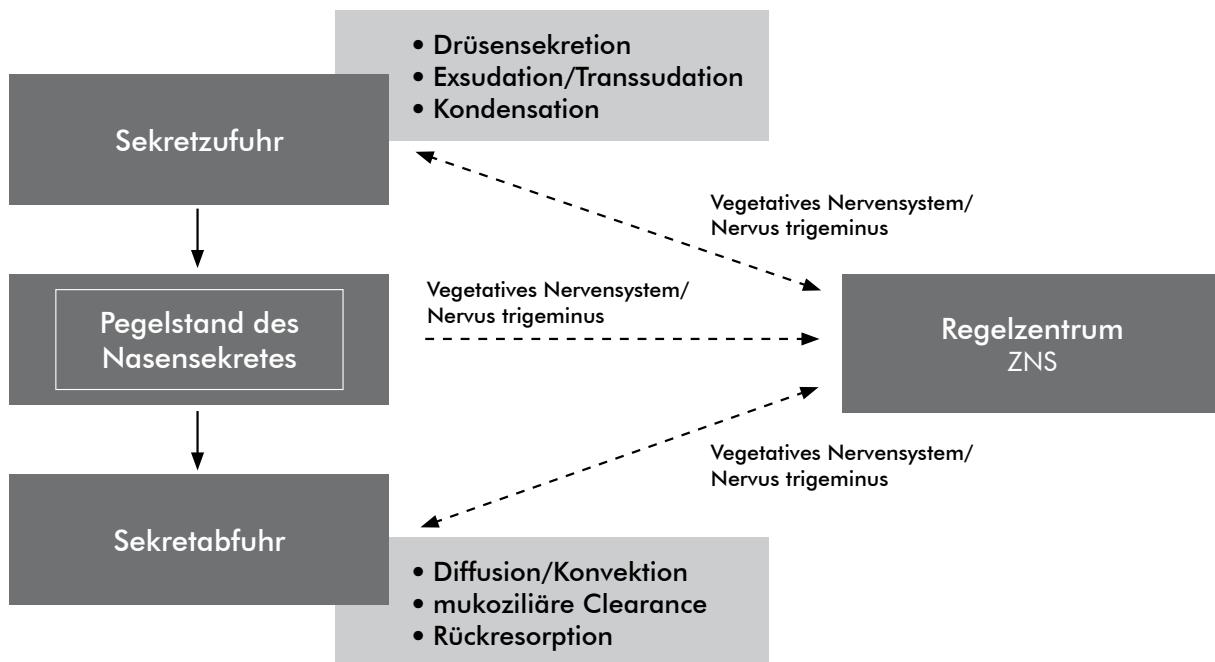 • Drüsensekretion
• Exsudation/Transsudation
• Kondensation
Sekretzufuhr
Vegetatives Nervensystem/
Nervus trigeminus
Pegelstand des
Nasensekretes
Vegetatives Nervensystem/
Nervus trigeminus
Regelzentrum
ZNS
Vegetatives Nervensystem/
Nervus trigeminus
Sekretabfuhr
• Diffusion/Konvektion
• mukoziliäre Clearance
• Rückresorption